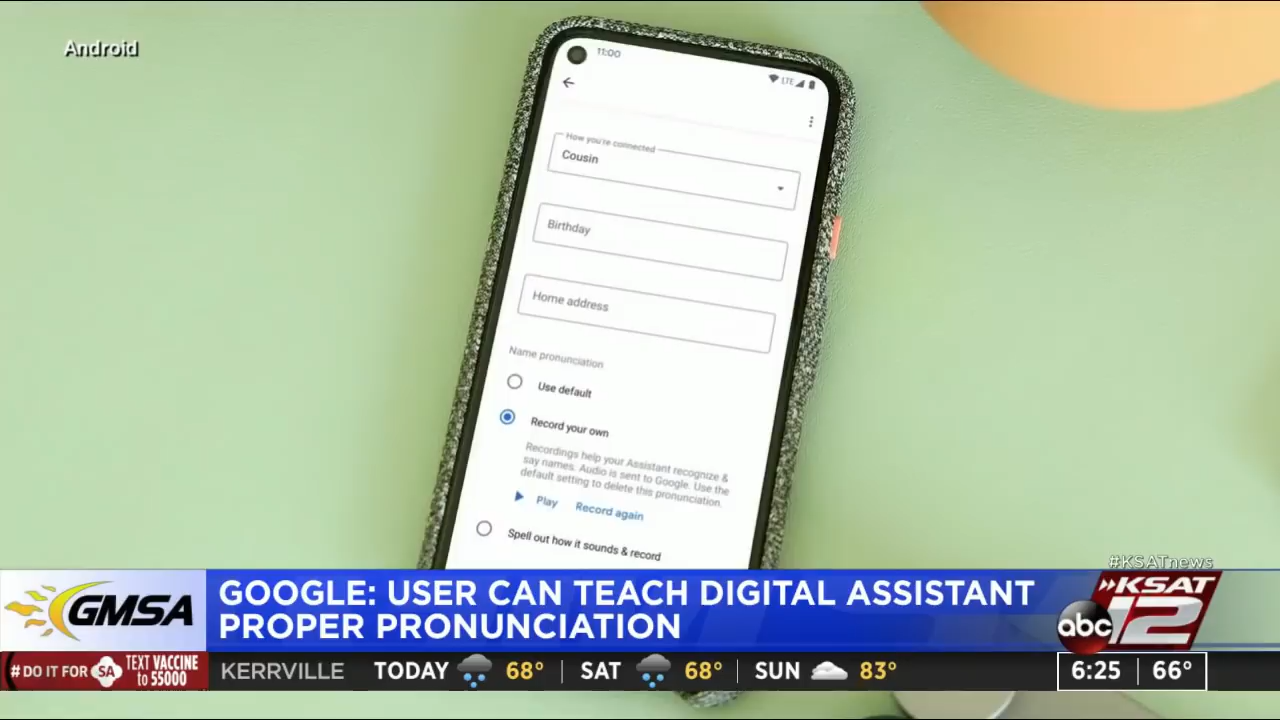 Android
11:00
LTE
How you're connected
Cousin
Birthday
Home address
Name pronunciation
Use default
Record your own
Recordings help your Assistant recognize &
say names. Audio is sent to Google. Use the
default setting to delete this pronunciation.
Play Record again
Spell out how it sounds & record
#KSATnews
GMSA
GOOGLE: USER CAN TEACH DIGITAL ASSISTANT
PROPER PRONUNCIATION
abc
KSAT
12
#DO IT FOR SA
TEXT VACCINE
to 55000
KERRVILLE TODAY 68° SAT 68° SUN 83°
6:25 66°